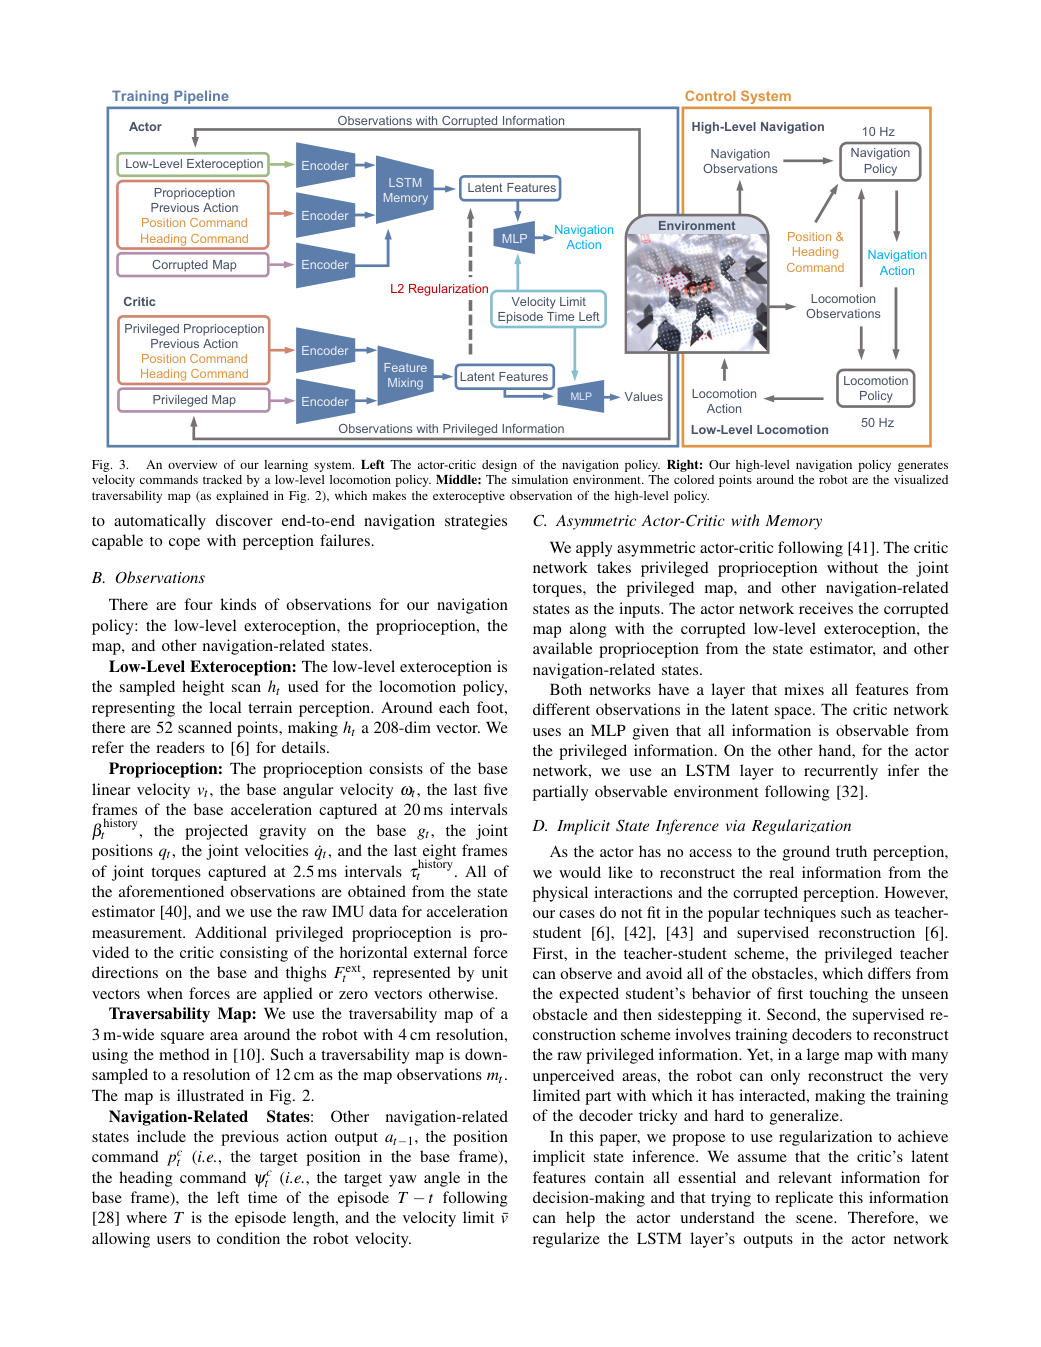 Training Pipeline
Control System
Actor
Observations with Corrupted Information
Low-Level Exteroception
Proprioception
Previous Action
Position Command
Heading Command
Corrupted Map
Encoder
Encoder
Encoder
LSTM
Memory
Latent Features
MLP
Navigation
Action
L2 Regularization
Velocity Limit
Episode Time Left
Critic
Privileged Proprioception
Previous Action
Position Command
Heading Command
Privileged Map
Encoder
Encoder
Feature
Mixing
Latent Features
MLP
Values
Observations with Privileged Information
Environment
High-Level Navigation
10 Hz
Navigation
Observations
Navigation
Policy
Position &
Heading
Command
Navigation
Action
Locomotion
Observations
Locomotion
Action
Locomotion
Policy
Low-Level Locomotion
50 Hz
Fig. 3. An overview of our learning system. Left The actor-critic design of the navigation policy. Right: Our high-level navigation policy generates
velocity commands tracked by a low-level locomotion policy. Middle: The simulation environment. The colored points around the robot are the visualized
traversability map (as explained in Fig. 2), which makes the exteroceptive observation of the high-level policy.
to automatically discover end-to-end navigation strategies
capable to cope with perception failures.
B. Observations
There are four kinds of observations for our navigation
policy: the low-level exteroception, the proprioception, the
map, and other navigation-related states.
Low-Level Exteroception: The low-level exteroception is
the sampled height scan hₜ used for the locomotion policy,
representing the local terrain perception. Around each foot,
there are 52 scanned points, making hₜ a 208-dim vector. We
refer the readers to [6] for details.
Proprioception: The proprioception consists of the base
linear velocity vₜ, the base angular velocity ωₜ, the last five
frames of the base acceleration captured at 20 ms intervals
βₜ^history, the projected gravity on the base gₜ, the joint
positions qₜ, the joint velocities q̇ₜ, and the last eight frames
of joint torques captured at 2.5 ms intervals τₜ^history. All of
the aforementioned observations are obtained from the state
estimator [40], and we use the raw IMU data for acceleration
measurement. Additional privileged proprioception is pro-
vided to the critic consisting of the horizontal external force
directions on the base and thighs Fₜ^ext, represented by unit
vectors when forces are applied or zero vectors otherwise.
Traversability Map: We use the traversability map of a
3 m-wide square area around the robot with 4 cm resolution,
using the method in [10]. Such a traversability map is down-
sampled to a resolution of 12 cm as the map observations mₜ.
The map is illustrated in Fig. 2.
Navigation-Related States: Other navigation-related
states include the previous action output aₜ₋₁, the position
command pₜᶜ (i.e., the target position in the base frame),
the heading command ψₜᶜ (i.e., the target yaw angle in the
base frame), the left time of the episode T − t following
[28] where T is the episode length, and the velocity limit v̄
allowing users to condition the robot velocity.
C. Asymmetric Actor-Critic with Memory
We apply asymmetric actor-critic following [41]. The critic
network takes privileged proprioception without the joint
torques, the privileged map, and other navigation-related
states as the inputs. The actor network receives the corrupted
map along with the corrupted low-level exteroception, the
available proprioception from the state estimator, and other
navigation-related states.
Both networks have a layer that mixes all features from
different observations in the latent space. The critic network
uses an MLP given that all information is observable from
the privileged information. On the other hand, for the actor
network, we use an LSTM layer to recurrently infer the
partially observable environment following [32].
D. Implicit State Inference via Regularization
As the actor has no access to the ground truth perception,
we would like to reconstruct the real information from the
physical interactions and the corrupted perception. However,
our cases do not fit in the popular techniques such as teacher-
student [6], [42], [43] and supervised reconstruction [6].
First, in the teacher-student scheme, the privileged teacher
can observe and avoid all of the obstacles, which differs from
the expected student's behavior of first touching the unseen
obstacle and then sidestepping it. Second, the supervised re-
construction scheme involves training decoders to reconstruct
the raw privileged information. Yet, in a large map with many
unperceived areas, the robot can only reconstruct the very
limited part with which it has interacted, making the training
of the decoder tricky and hard to generalize.
In this paper, we propose to use regularization to achieve
implicit state inference. We assume that the critic's latent
features contain all essential and relevant information for
decision-making and that trying to replicate this information
can help the actor understand the scene. Therefore, we
regularize the LSTM layer's outputs in the actor network